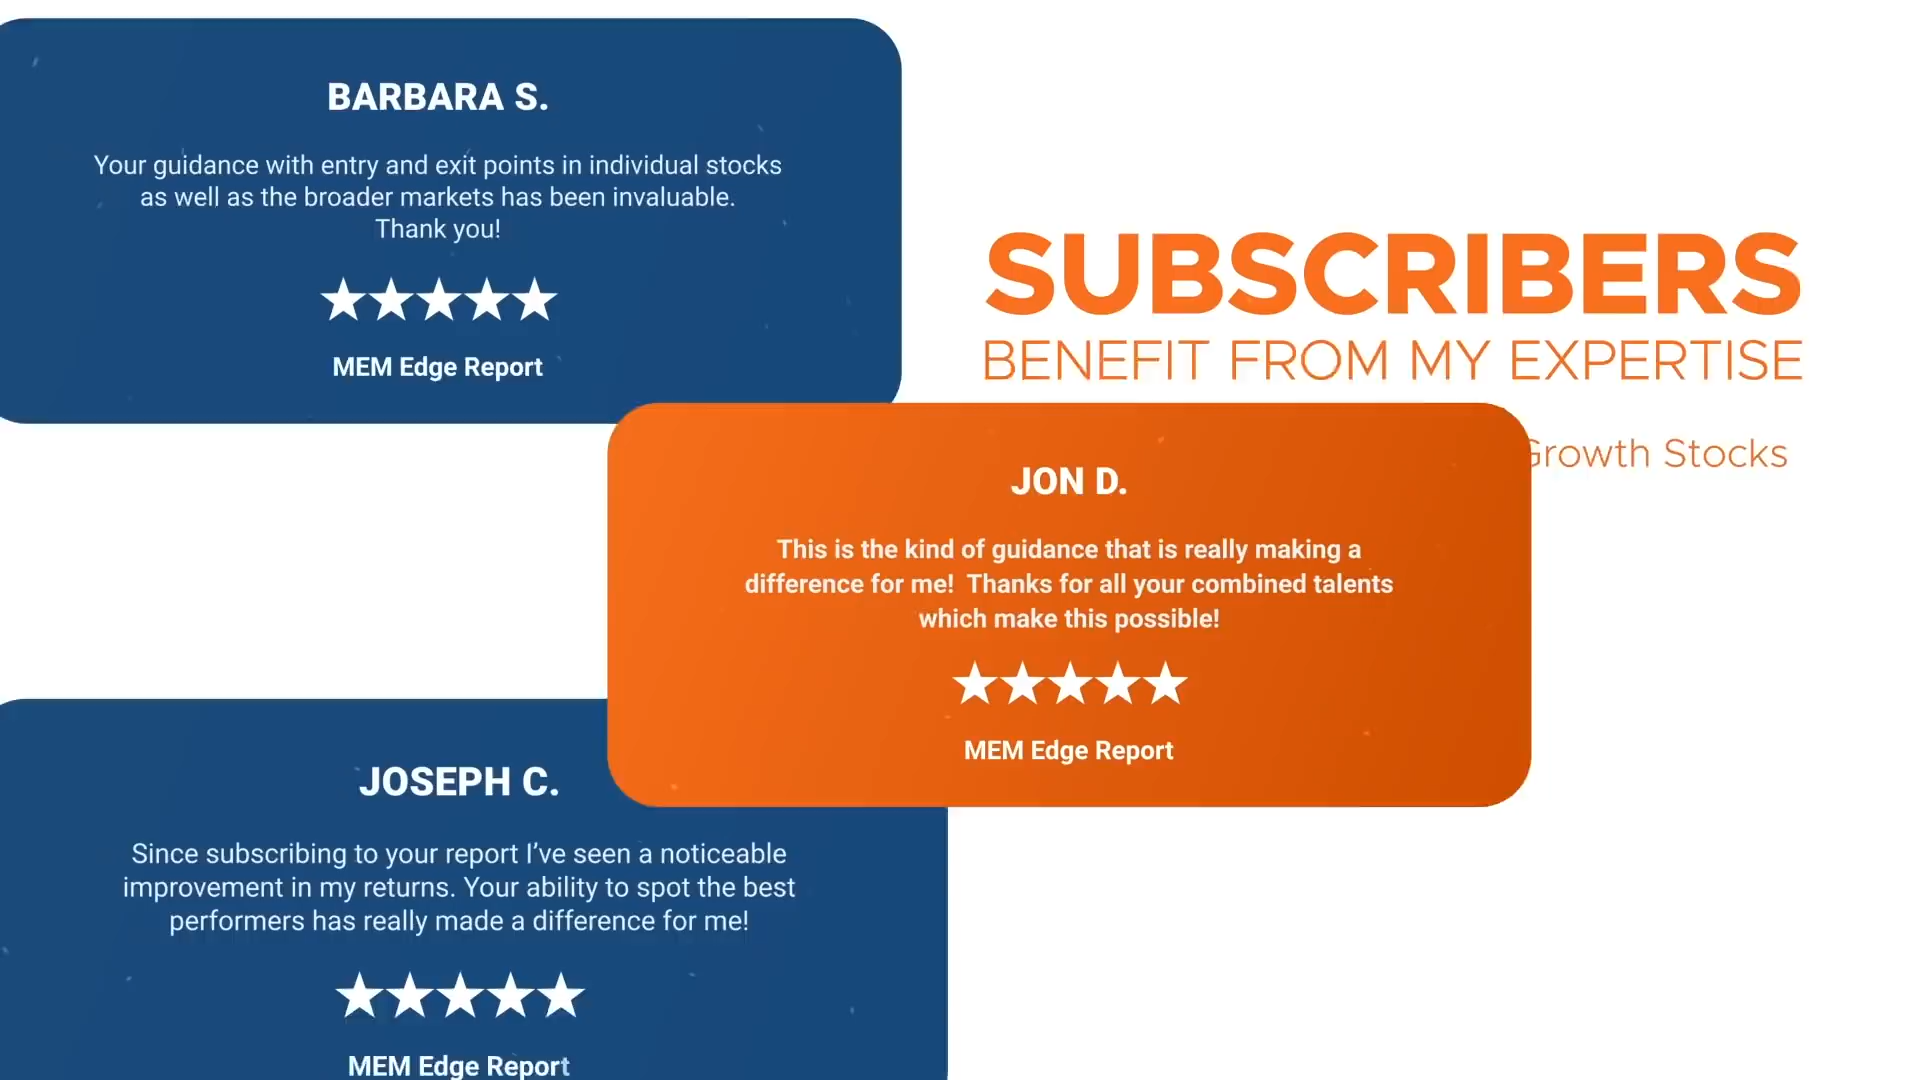 BARBARA S.
Your guidance with entry and exit points in individual stocks
as well as the broader markets has been invaluable.
Thank you!
★★★★★
MEM Edge Report
SUBSCRIBERS
BENEFIT FROM MY EXPERTISE
Growth Stocks
JON D.
This is the kind of guidance that is really making a
difference for me!  Thanks for all your combined talents
which make this possible!
★★★★★
MEM Edge Report
JOSEPH C.
Since subscribing to your report I’ve seen a noticeable
improvement in my returns. Your ability to spot the best
performers has really made a difference for me!
★★★★★
MEM Edge Report